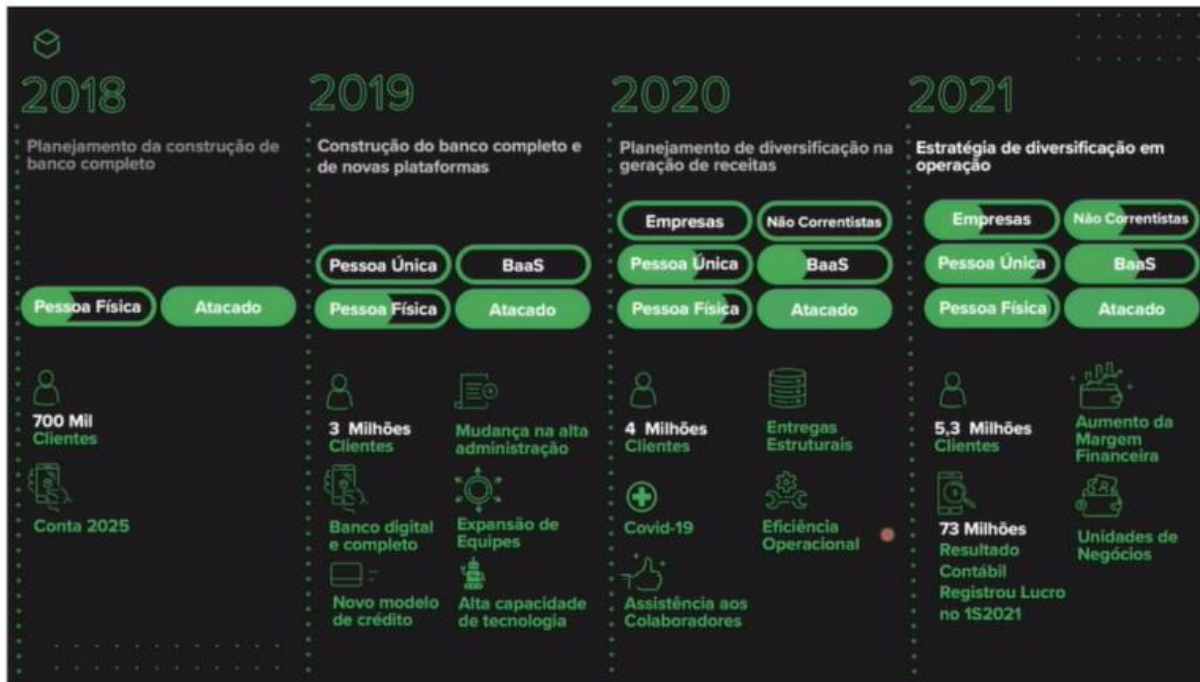 2018
Planejamento da construção de
banco completo
Pessoa Física
Atacado
700 Mil
Clientes
Conta 2025
2019
Construção do banco completo e
de novas plataformas
Pessoa Única
BaaS
Pessoa Física
Atacado
3 Milhões
Clientes
Mudança na alta
administração
Banco digital
e completo
Expansão de
Equipes
Novo modelo
de crédito
Alta capacidade
de tecnologia
2020
Planejamento de diversificação na
geração de receitas
Empresas
Não Correntistas
Pessoa Única
BaaS
Pessoa Física
Atacado
4 Milhões
Clientes
Entregas
Estruturais
Covid-19
Eficiência
Operacional
Assistência aos
Colaboradores
2021
Estratégia de diversificação em
operação
Empresas
Não Correntistas
Pessoa Única
BaaS
Pessoa Física
Atacado
5,3 Milhões
Clientes
Aumento da
Margem
Financeira
73 Milhões
Resultado
Contábil
Registrou Lucro
no 1S2021
Unidades de
Negócios